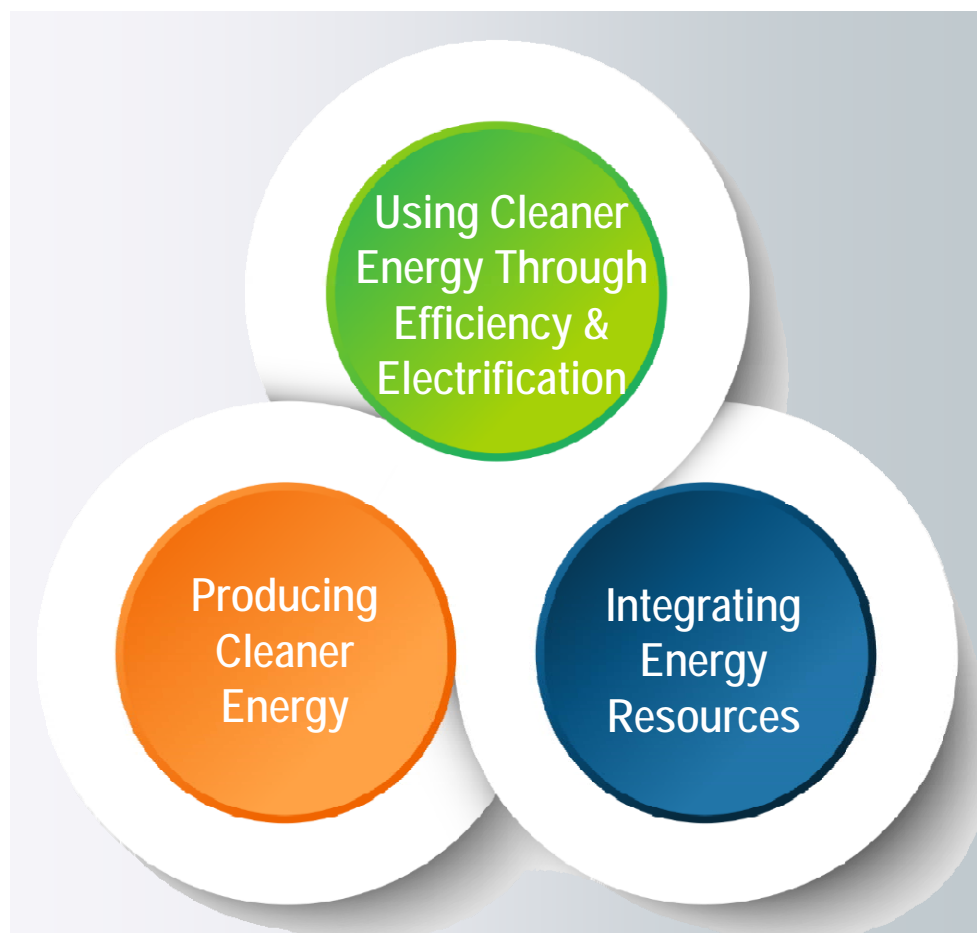 Using Cleaner
Energy Through
Efficiency &
Electrification
Producing
Cleaner
Energy
Integrating
Energy
Resources